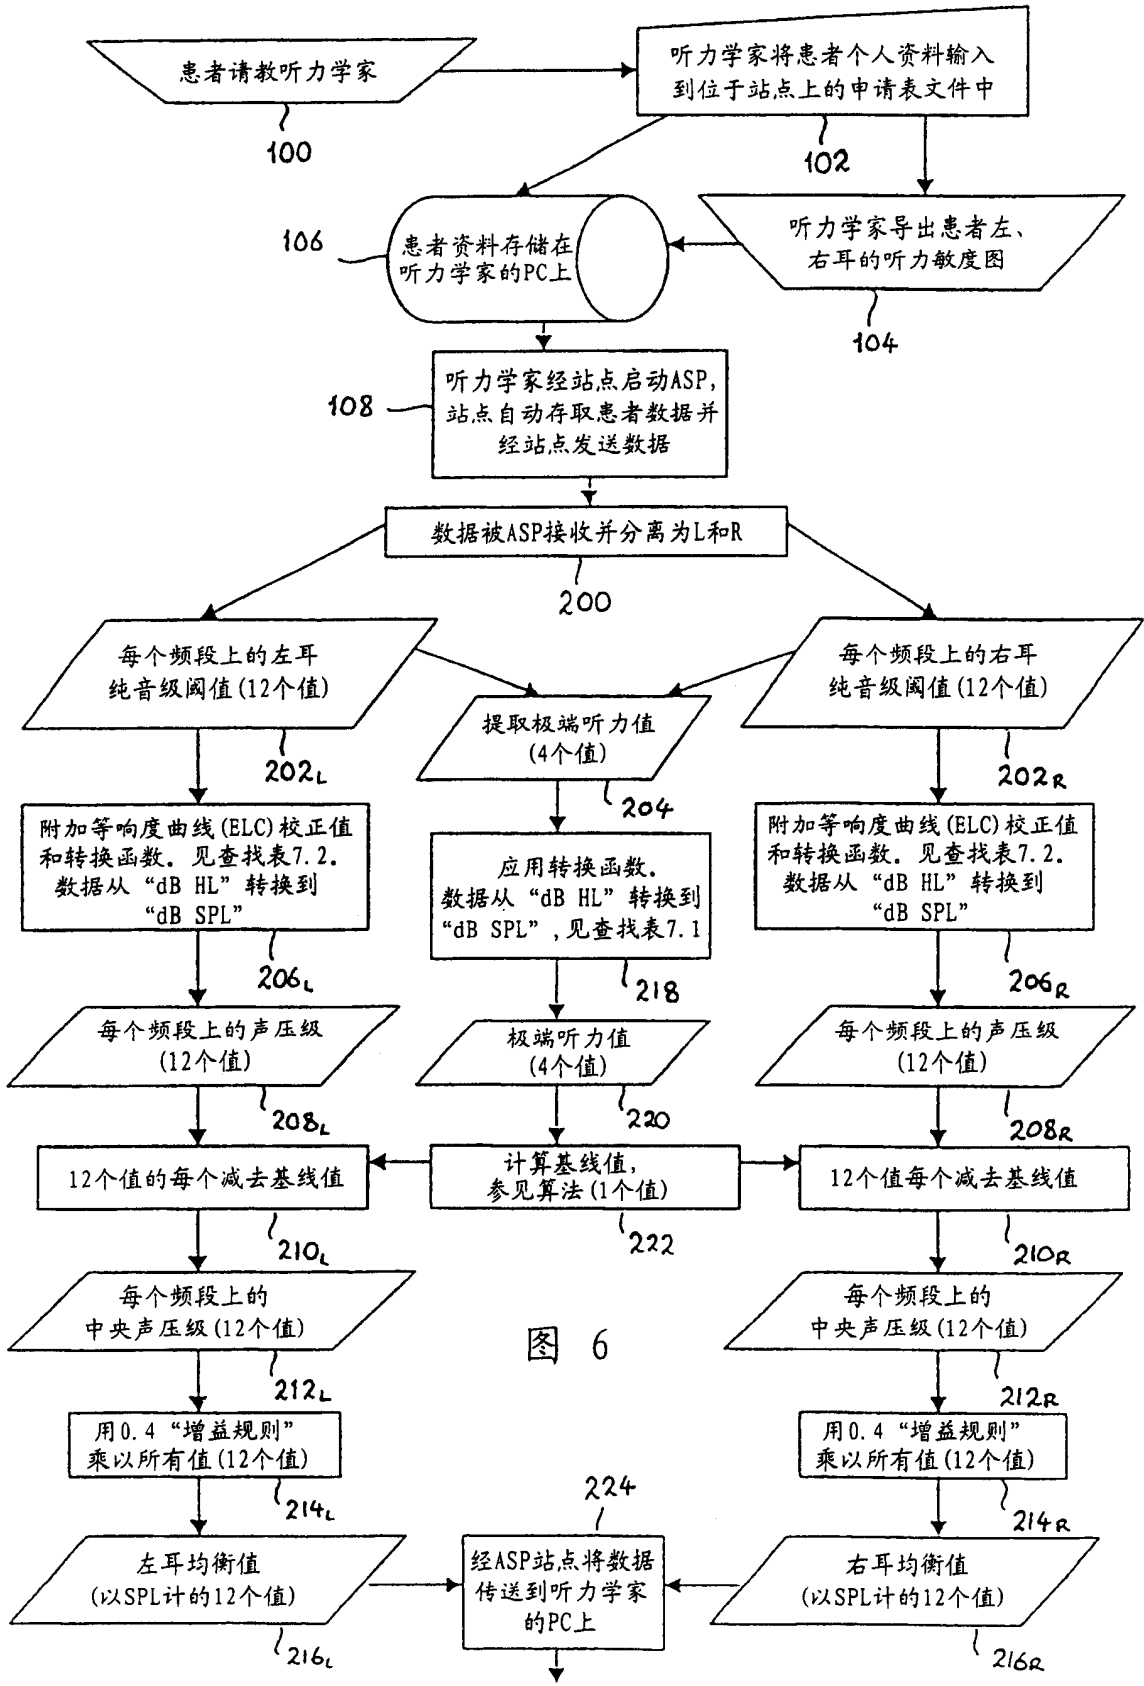 患者请教听力学家
100
听力学家将患者个人资料输入
到位于站点上的申请表文件中
102
106
患者资料存储在
听力学家的PC上
听力学家导出患者左、
右耳的听力敏度图
104
108
听力学家经站点启动ASP,
站点自动存取患者数据并
经站点发送数据
数据被ASP接收并分离为L和R
200
每个频段上的左耳
纯音级阈值(12个值)
202L
提取极端听力值
(4个值)
204
每个频段上的右耳
纯音级阈值(12个值)
202R
附加等响度曲线(ELC)校正值
和转换函数。见查找表7.2。
数据从“dB HL”转换到
“dB SPL”
206L
应用转换函数。
数据从“dB HL”转换到
“dB SPL”,见查找表7.1
218
附加等响度曲线(ELC)校正值
和转换函数。见查找表7.2。
数据从“dB HL”转换到
“dB SPL”
206R
每个频段上的声压级
(12个值)
208L
极端听力值
(4个值)
220
每个频段上的声压级
(12个值)
208R
12个值的每个减去基线值
210L
计算基线值,
参见算法(1个值)
222
12个值每个减去基线值
210R
每个频段上的
中央声压级(12个值)
212L
图 6
每个频段上的
中央声压级(12个值)
212R
用0.4“增益规则”
乘以所有值(12个值)
214L
用0.4“增益规则”
乘以所有值(12个值)
214R
224
左耳均衡值
(以SPL计的12个值)
216L
经ASP站点将数据
传送到听力学家
的PC上
右耳均衡值
(以SPL计的12个值)
216R